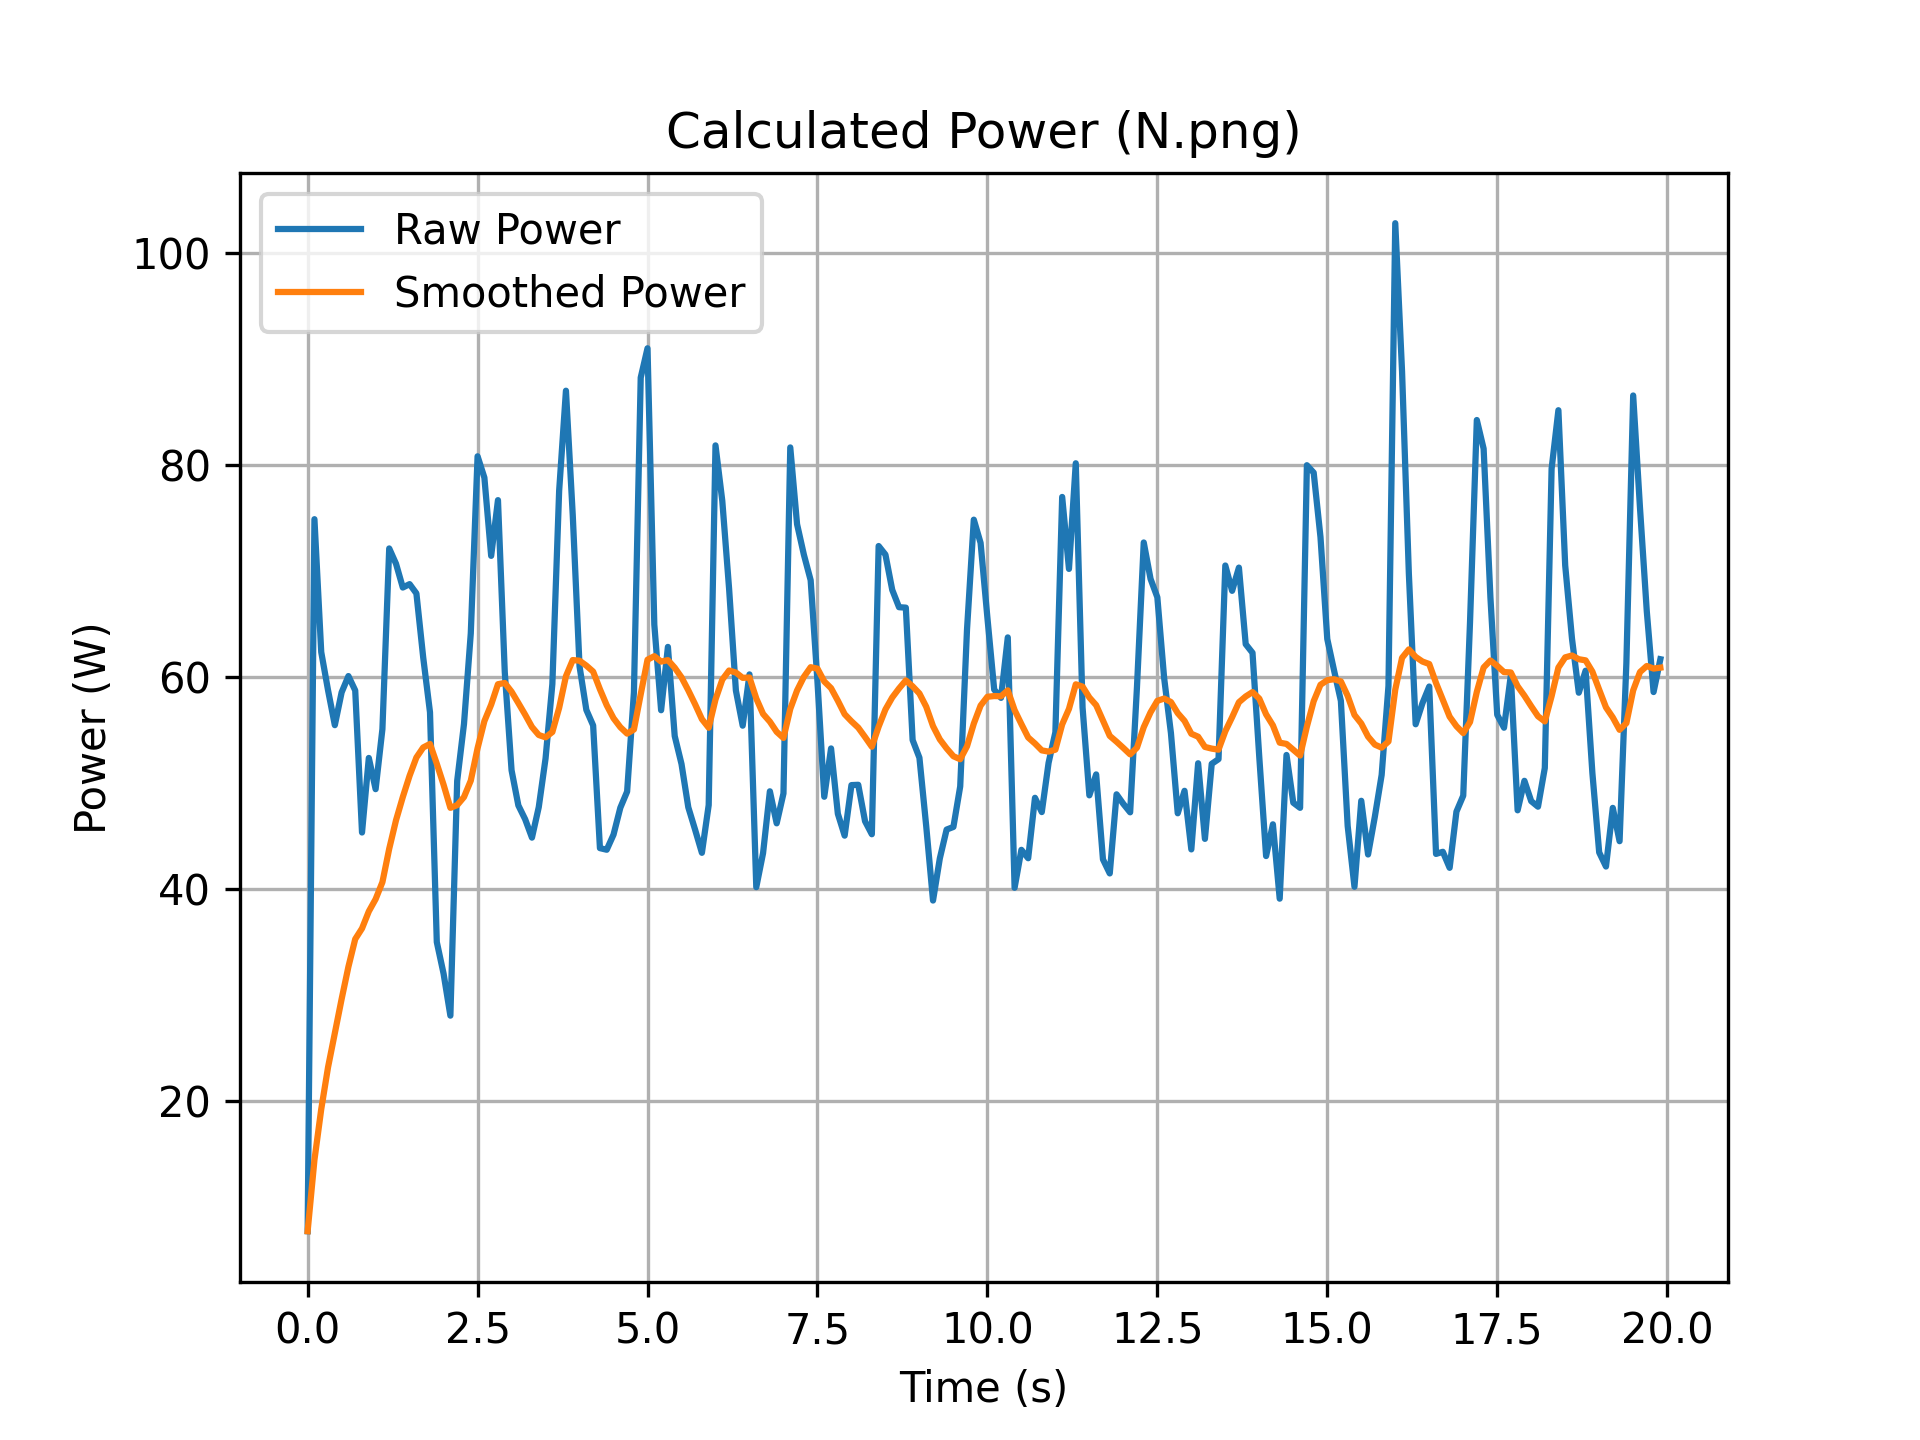 Calculated Power (N.png)
Raw Power
Smoothed Power
100
80
60
40
20
Power (W)
0.0 2.5 5.0 7.5 10.0 12.5 15.0 17.5 20.0
Time (s)